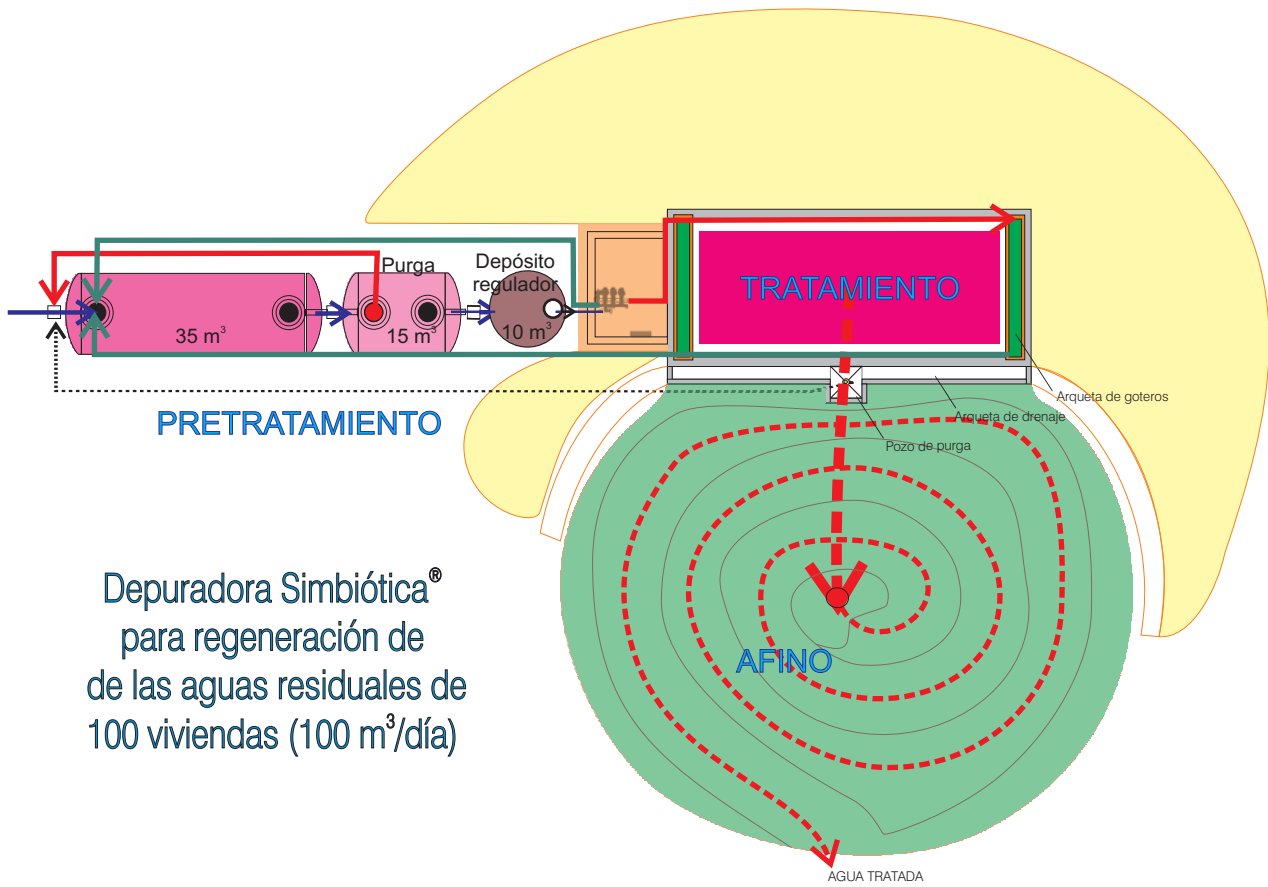 Purga
Depósito
regulador
TRATAMIENTO
35 m³
15 m³
10 m³
PRETRATAMIENTO
Arqueta de goteros
Arqueta de drenaje
Pozo de purga
Depuradora Simbiótica®
para regeneración de
de las aguas residuales de
100 viviendas (100 m³/día)
AFINO
AGUA TRATADA